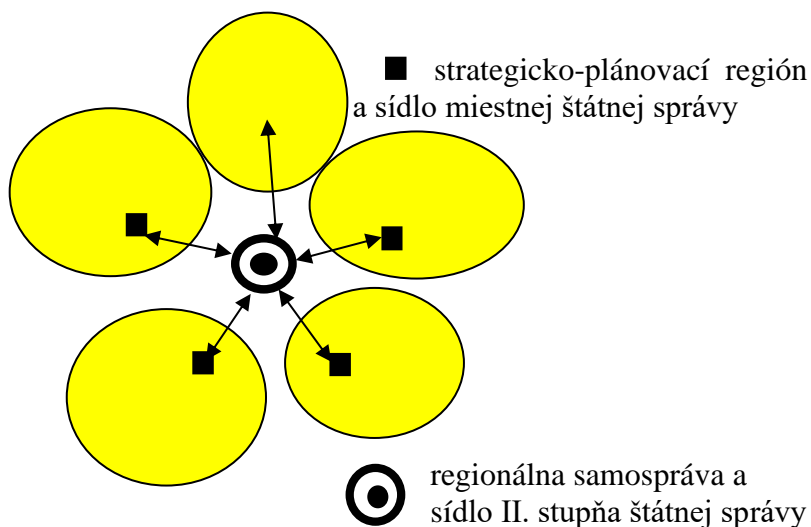 strategicko-plánovací región
a sídlo miestnej štátnej správy
regionálna samospráva a
sídlo II. stupňa štátnej správy